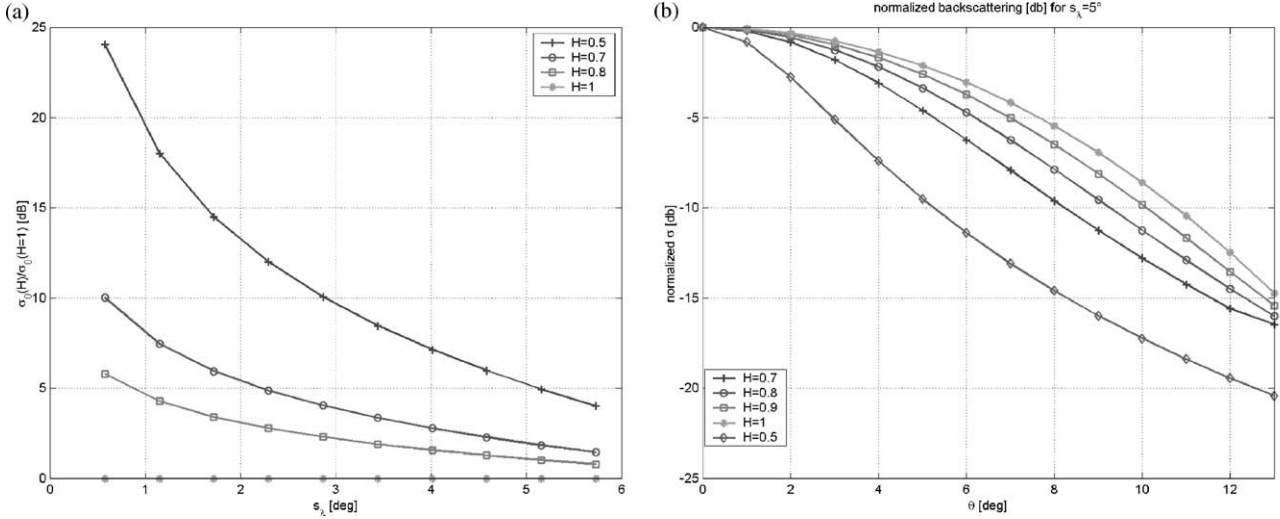 (a)
25
20
15
10
5
0
0 1 2 3 4 5 6
σ₀(H)/σ₀(H=1) [dB]
s_λ [deg]
H=0.5
H=0.7
H=0.8
H=1
(b)
normalized backscattering [db] for s_λ=5°
0
-5
-10
-15
-20
-25
0 2 4 6 8 10 12
normalized σ [db]
θ [deg]
H=0.7
H=0.8
H=0.9
H=1
H=0.5